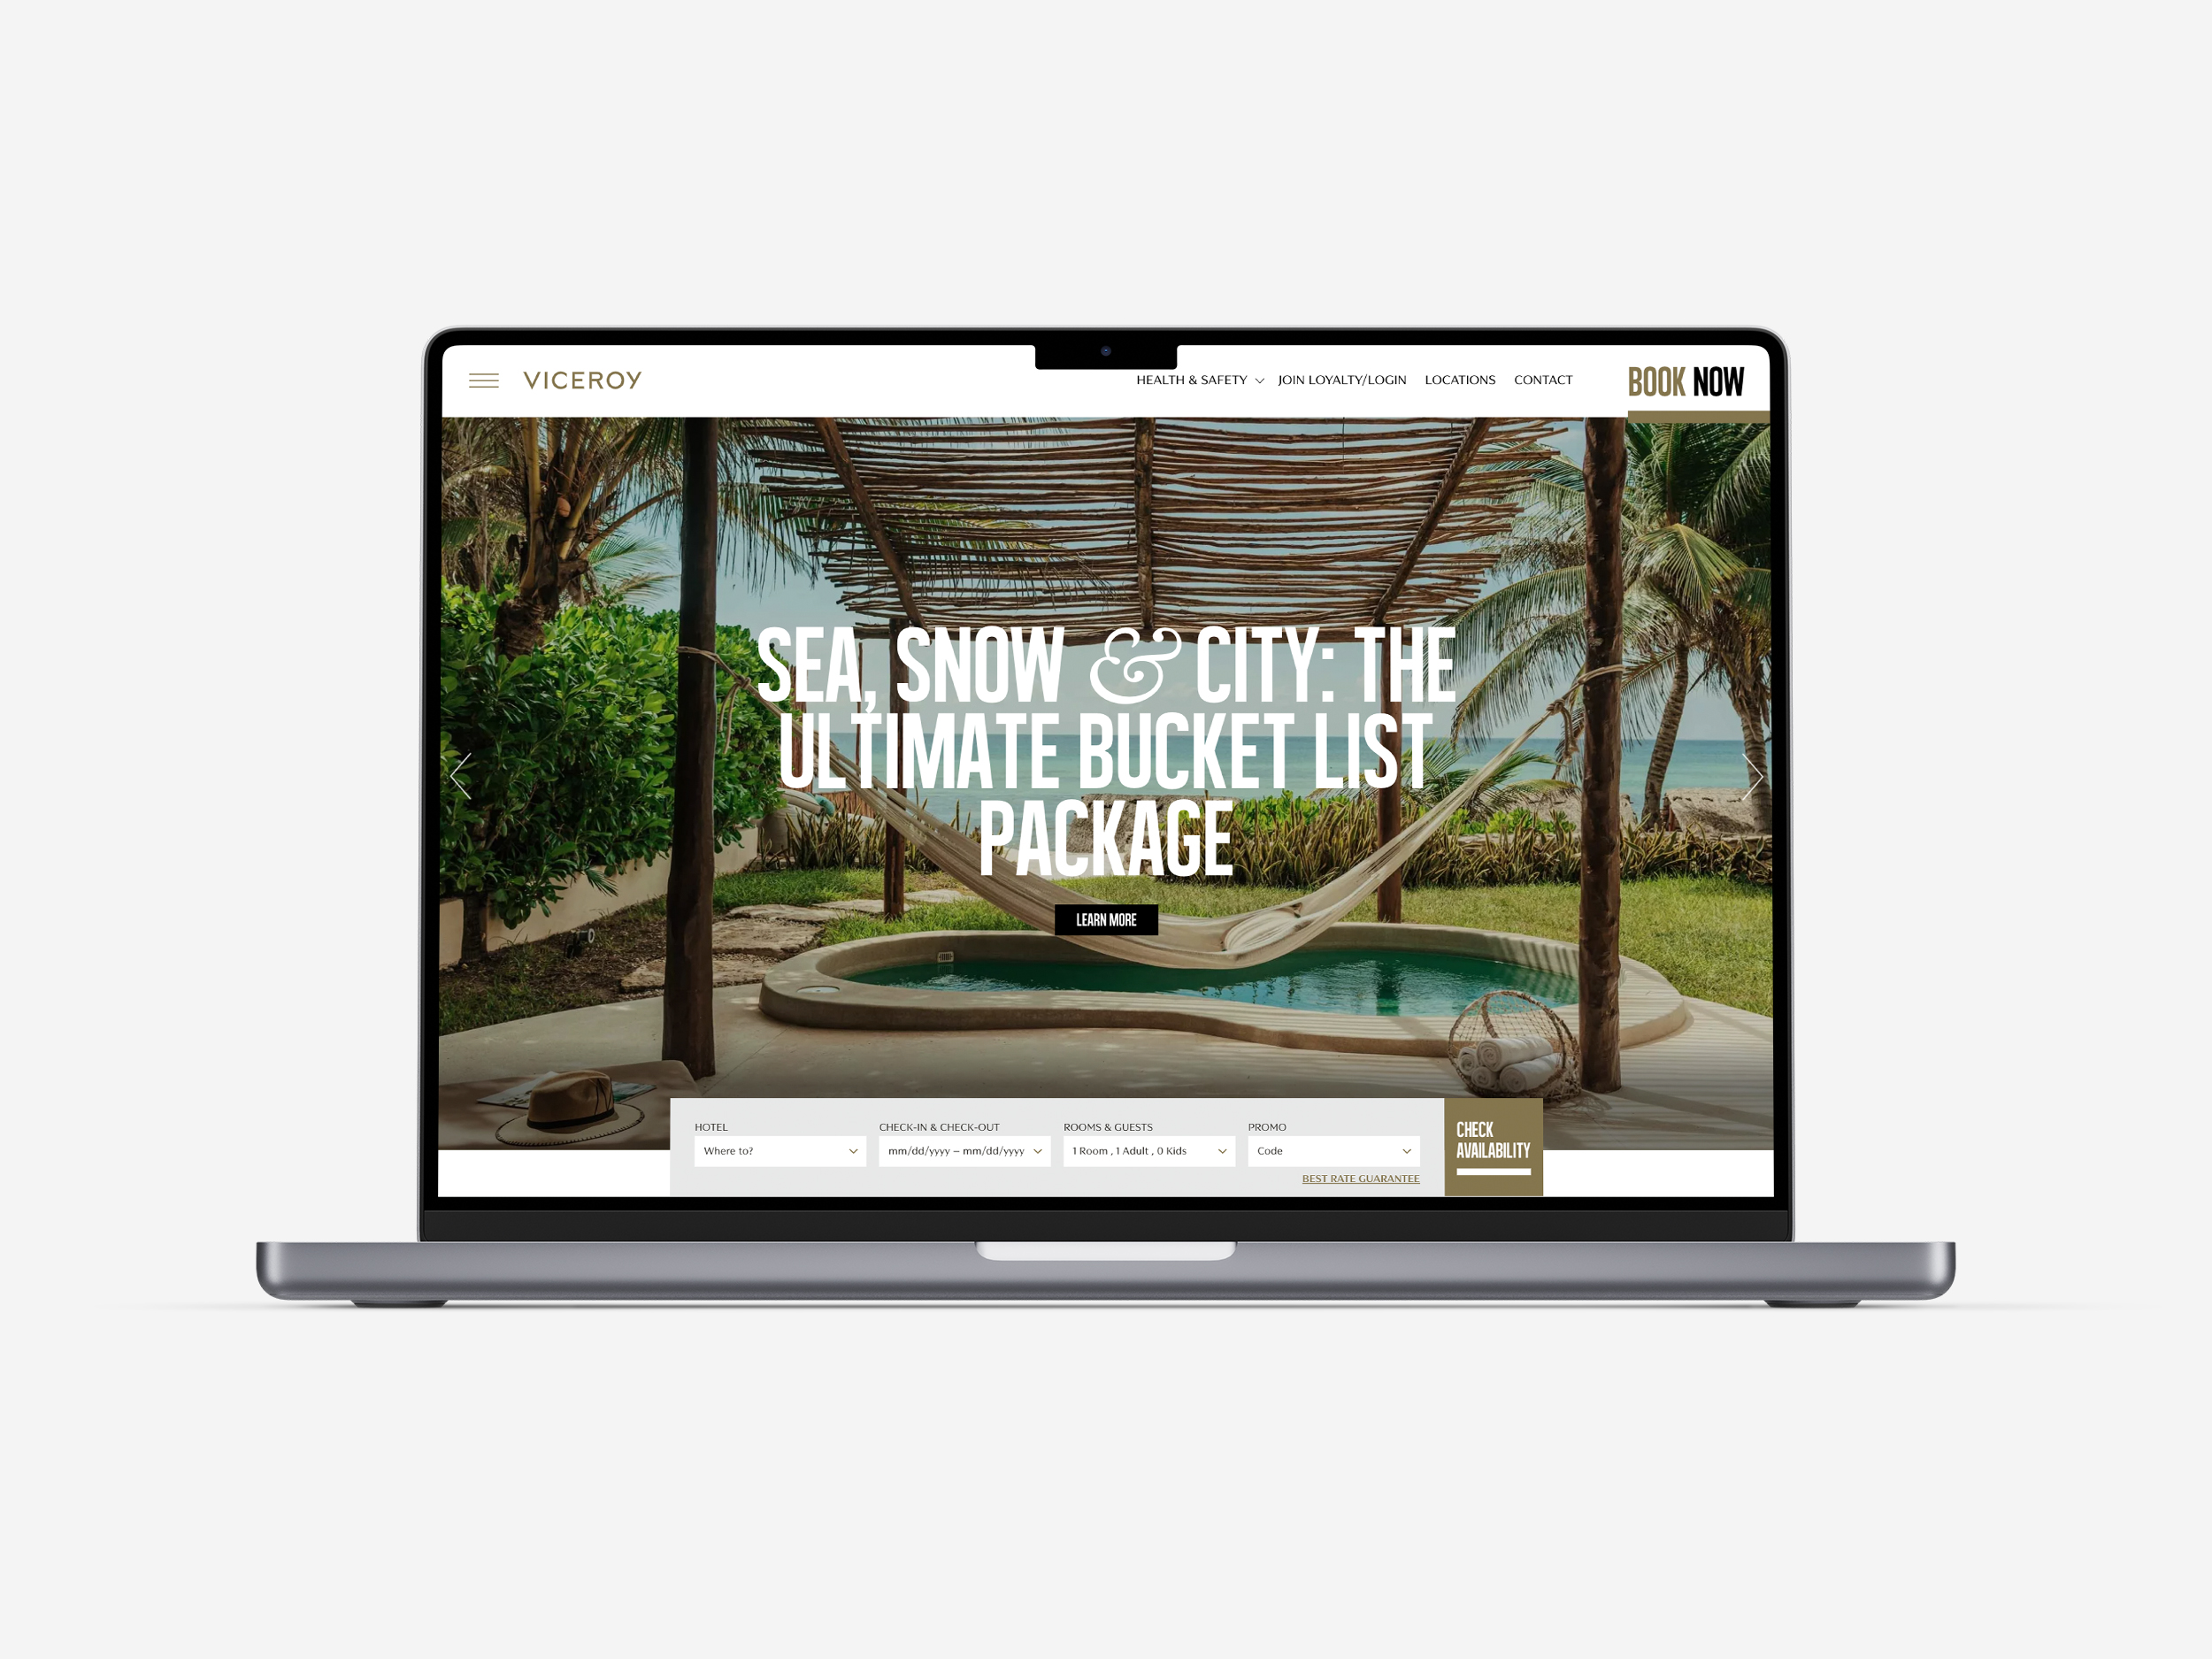 VICEROY
HEALTH & SAFETY
JOIN LOYALTY/LOGIN
LOCATIONS
CONTACT
BOOK NOW
SEA, SNOW & CITY: THE
ULTIMATE BUCKET LIST
PACKAGE
LEARN MORE
HOTEL
Where to?
CHECK-IN & CHECK-OUT
mm/dd/yyyy – mm/dd/yyyy
ROOMS & GUESTS
1 Room , 1 Adult , 0 Kids
PROMO
Code
BEST RATE GUARANTEE
CHECK
AVAILABILITY